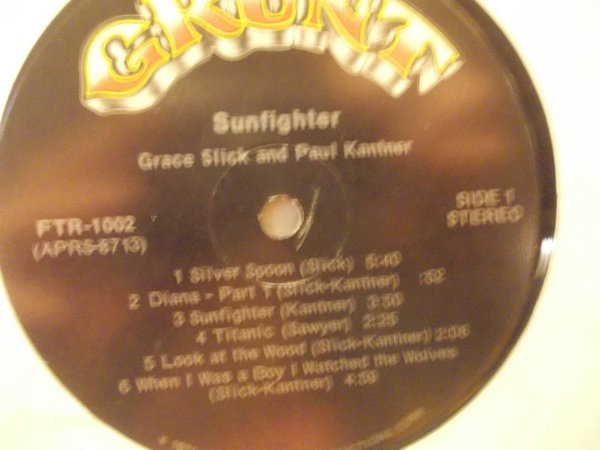 GRUNT
Sunfighter
Grace Slick and Paul Kantner
FTR-1002
(APRS-5713)
SIDE 1
STEREO
1 Silver Spoon (Slick) 5:40
2 Diana - Part 1 (Slick-Kantner) :52
3 Sunfighter (Kantner) 3:50
4 Titanic (Sawyer) 2:25
5 Look at the Wood (Slick-Kantner) 2:08
6 When I Was a Boy I Watched the Wolves
(Slick-Kantner) 4:59